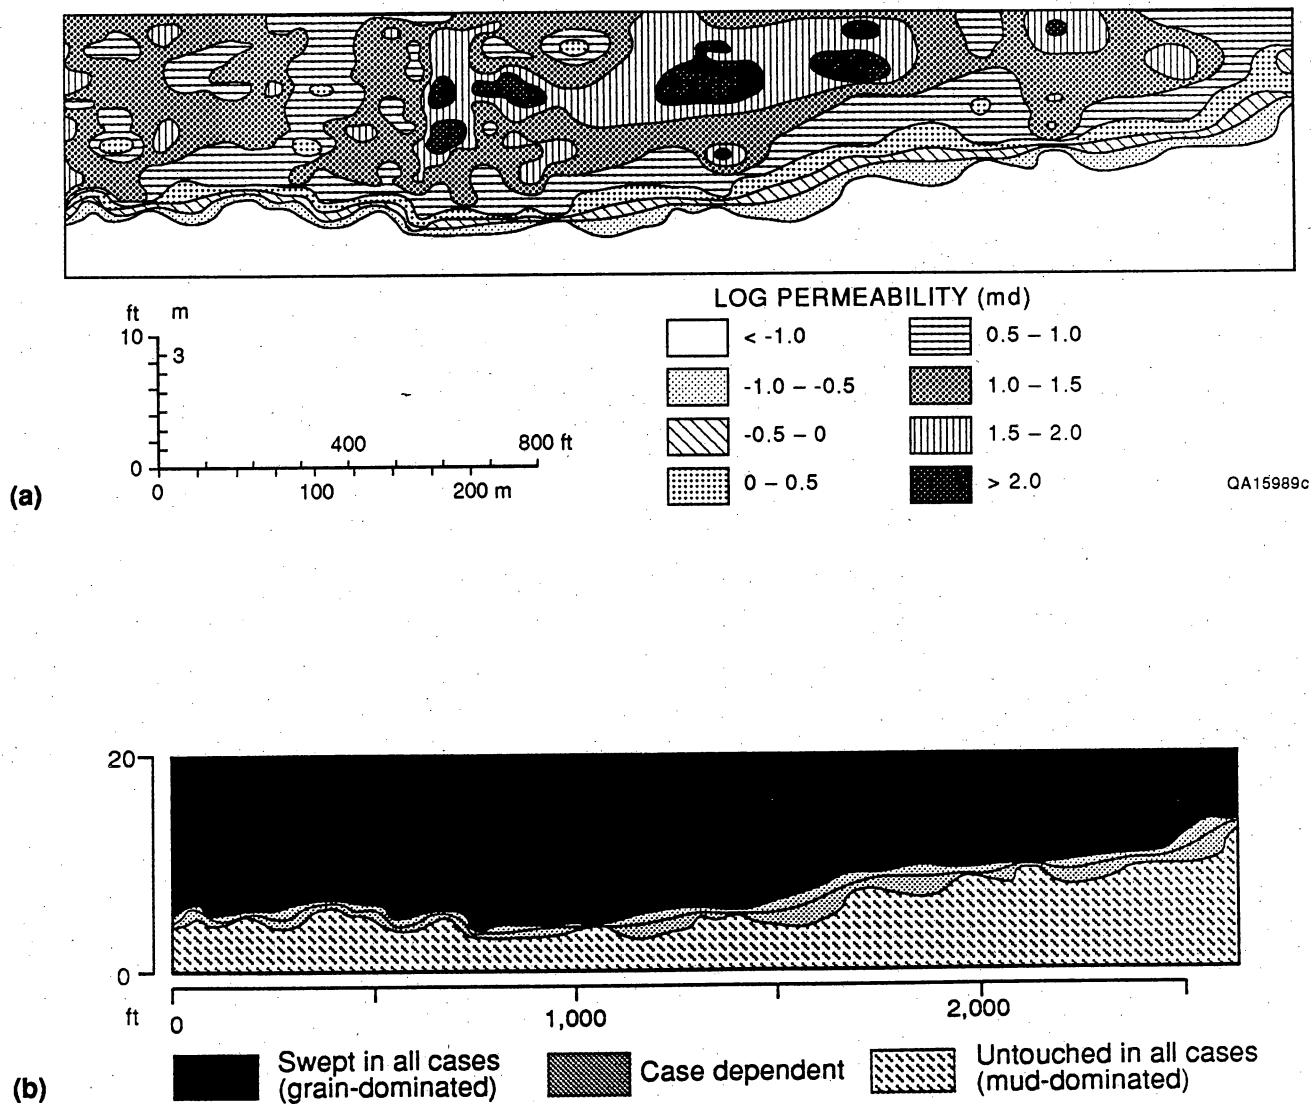 LOG PERMEABILITY (md)
ft m
10
3
0
400 800 ft
0 100 200 m
< -1.0
-1.0 – -0.5
-0.5 – 0
0 – 0.5
0.5 – 1.0
1.0 – 1.5
1.5 – 2.0
> 2.0
(a)
QA15989c
20
0
ft
0 1,000 2,000
(b)
Swept in all cases
(grain-dominated)
Case dependent
Untouched in all cases
(mud-dominated)